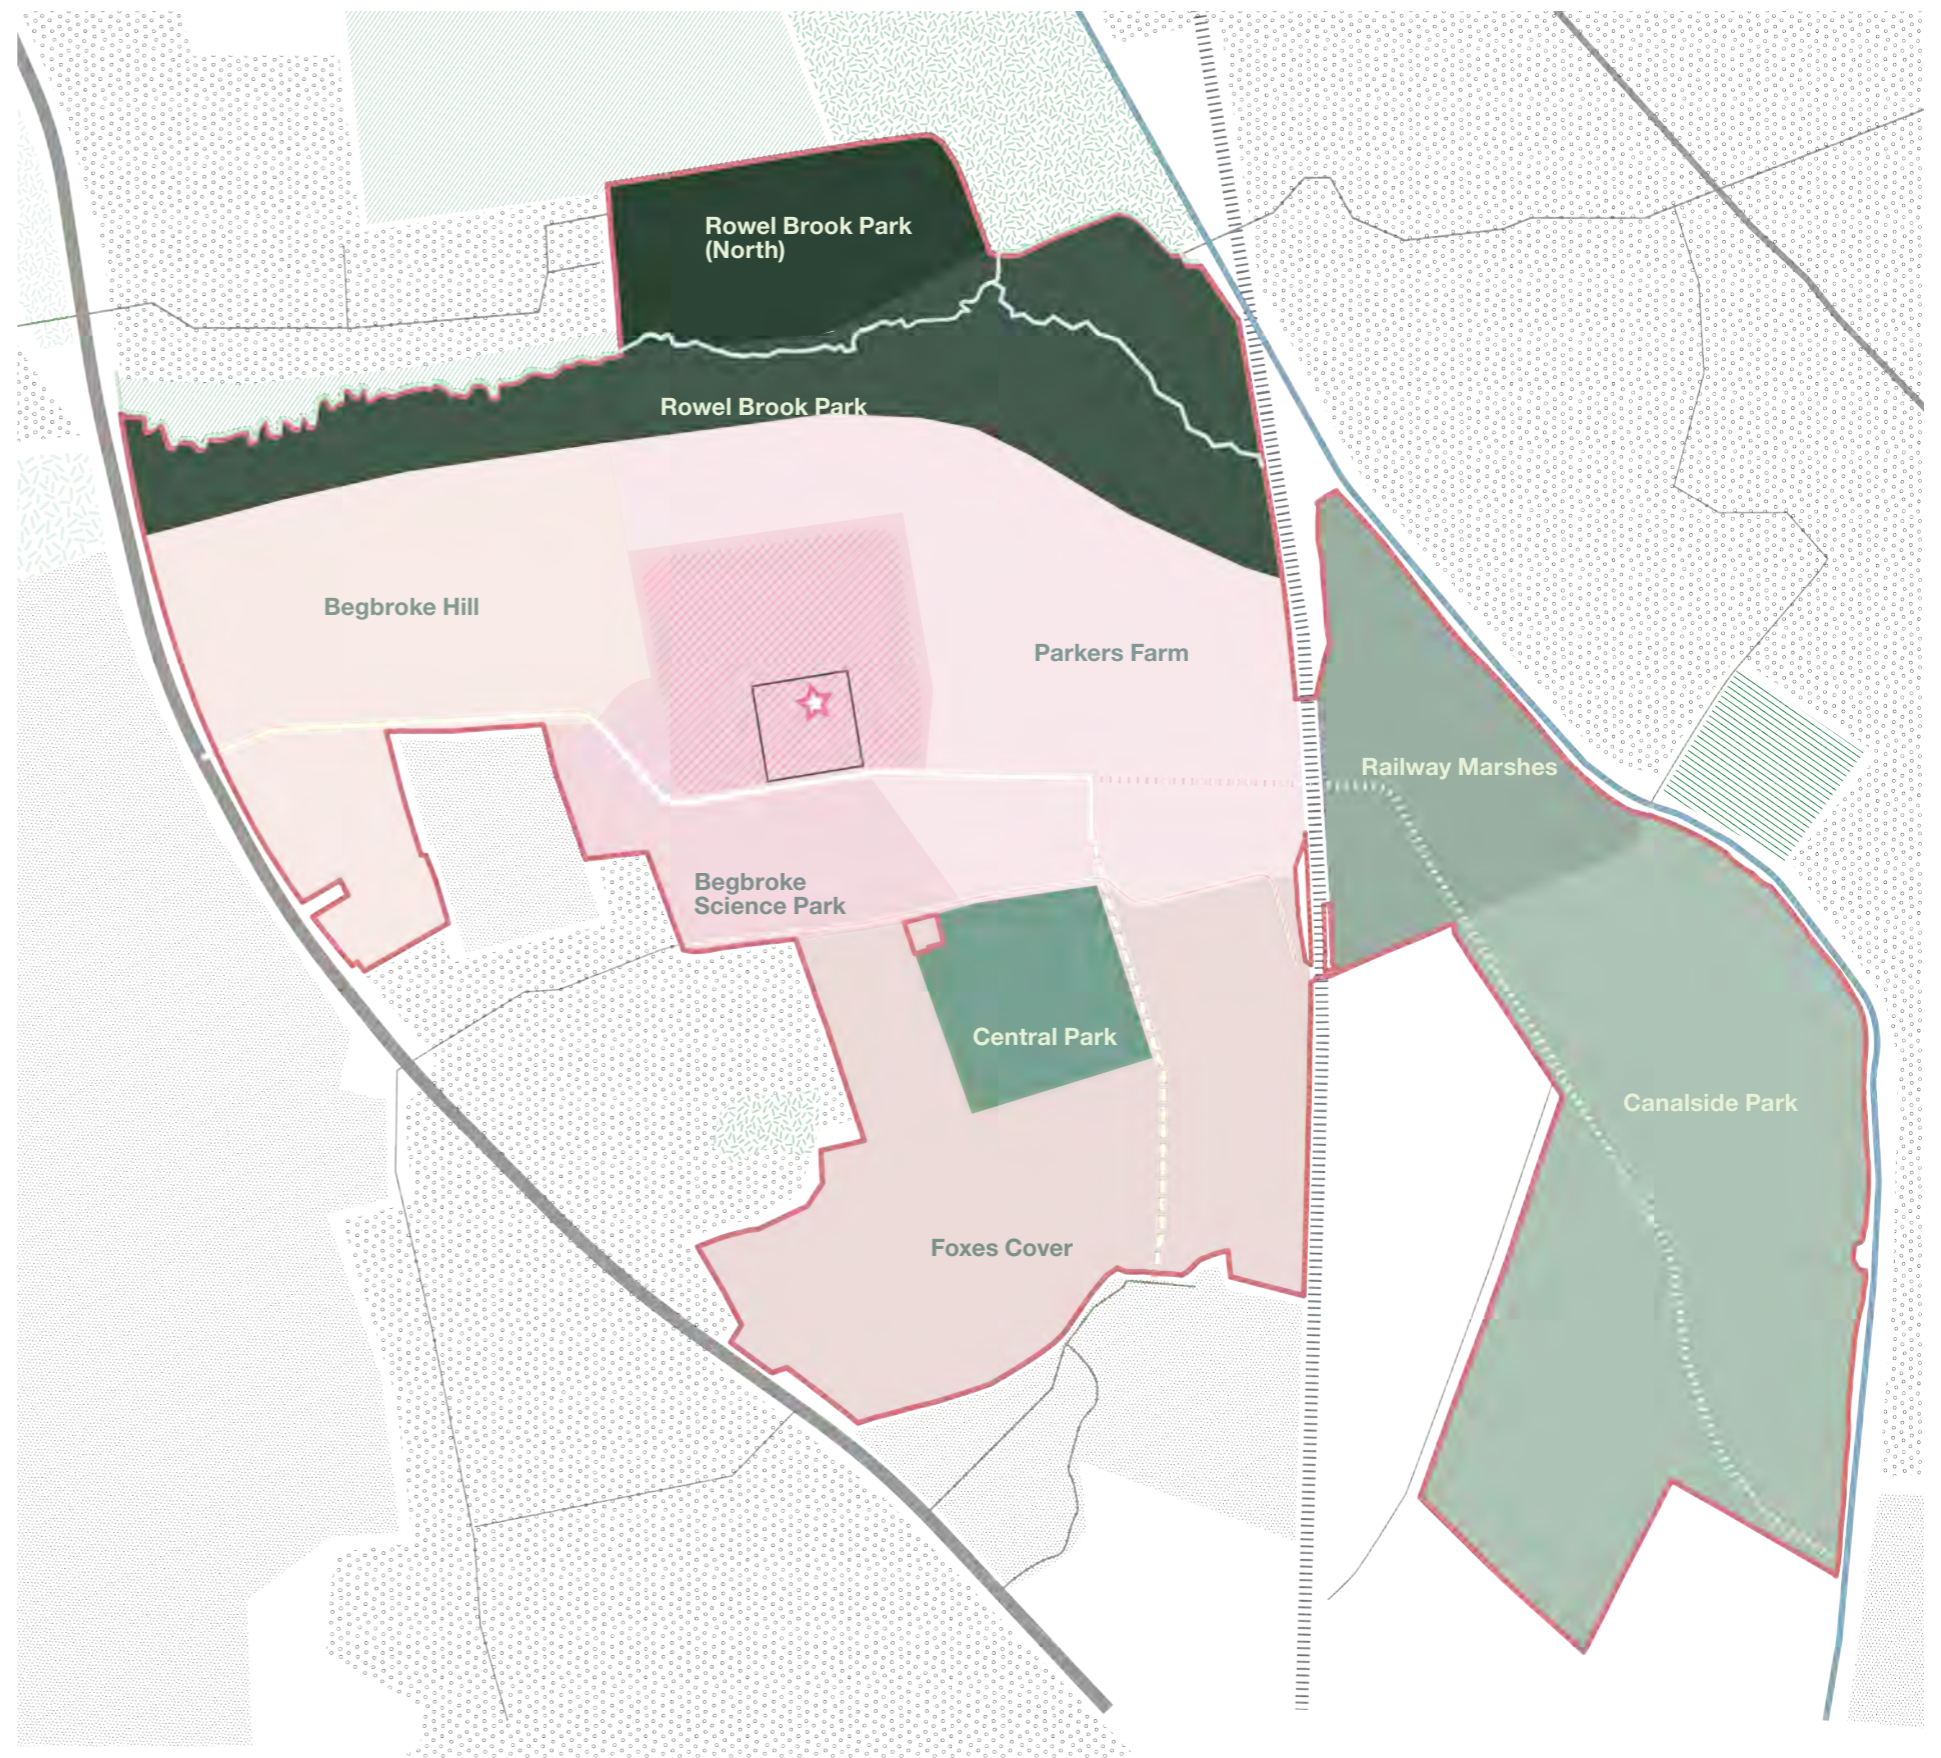 Rowel Brook Park
(North)
Rowel Brook Park
Begbroke Hill
Parkers Farm
Railway Marshes
Begbroke
Science Park
Central Park
Canalside Park
Foxes Cover